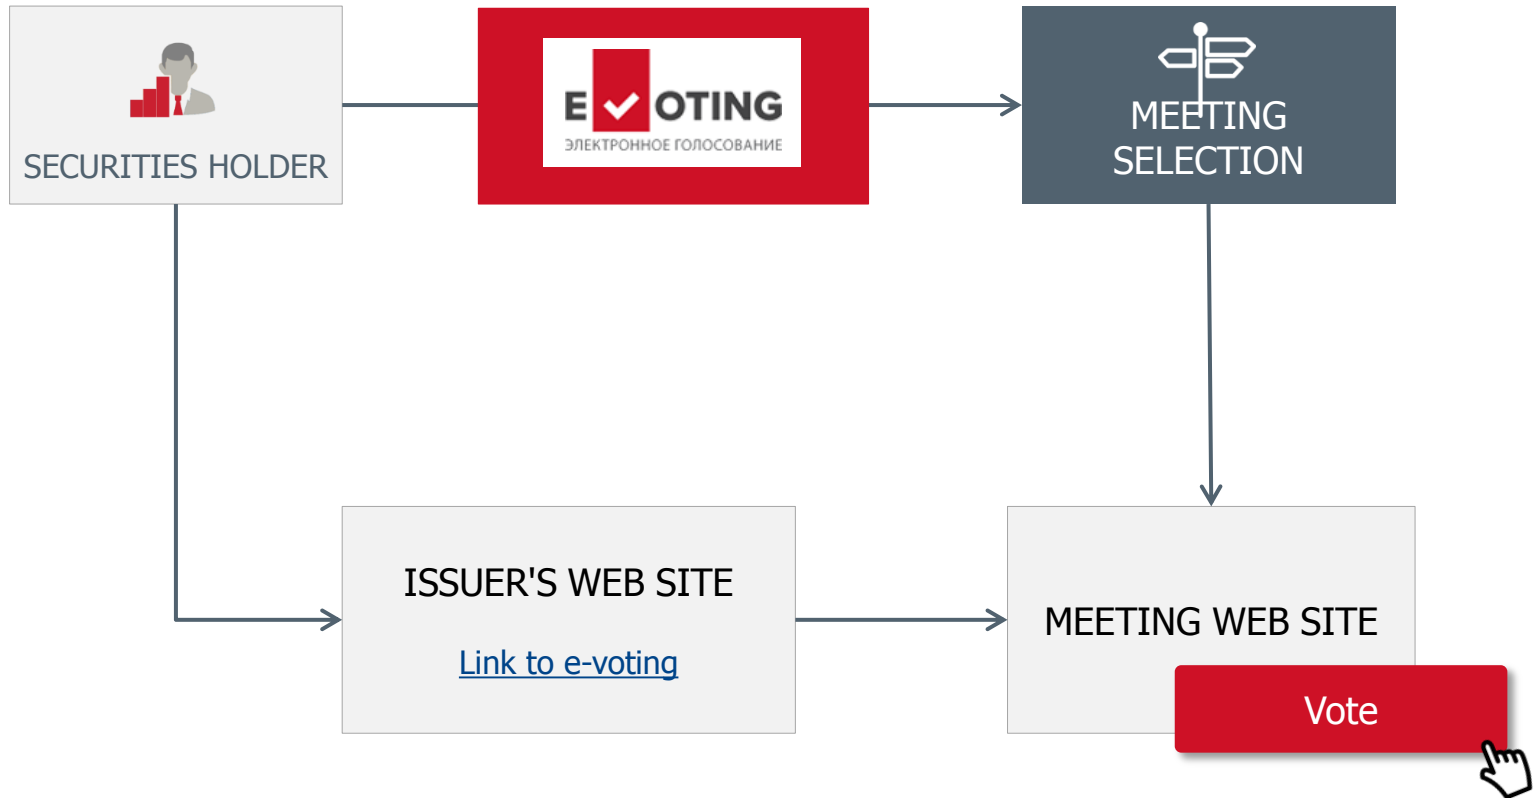 SECURITIES HOLDER
E OTING
ЭЛЕКТРОННОЕ ГОЛОСОВАНИЕ
MEETING
SELECTION
ISSUER'S WEB SITE
Link to e-voting
MEETING WEB SITE
Vote